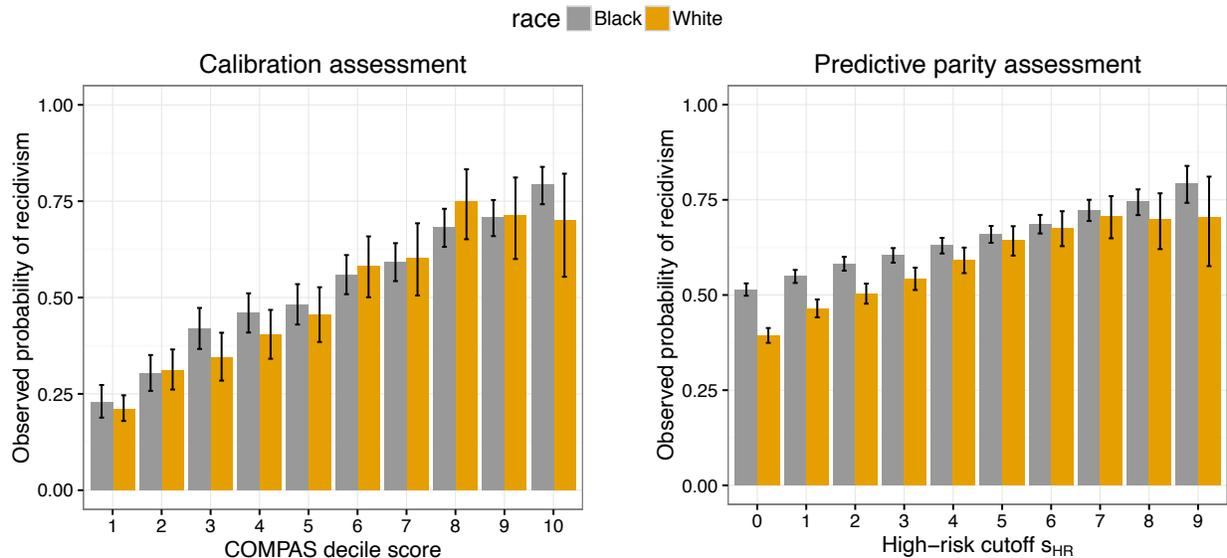 race Black White
Calibration assessment
Observed probability of recidivism
1.00
0.75
0.50
0.25
0.00
1 2 3 4 5 6 7 8 9 10
COMPAS decile score
Predictive parity assessment
Observed probability of recidivism
1.00
0.75
0.50
0.25
0.00
0 1 2 3 4 5 6 7 8 9
High−risk cutoff sHR